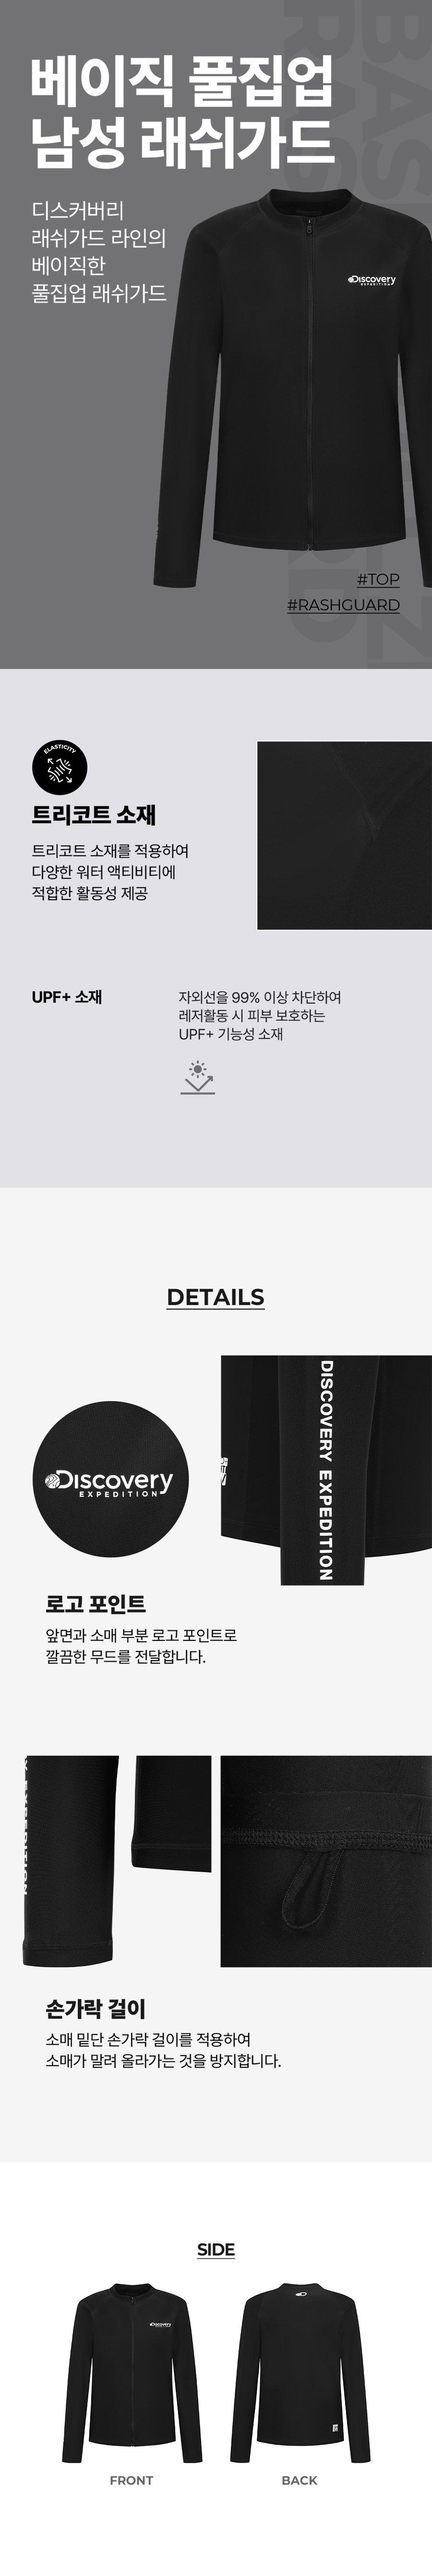 베이직 풀집업
남성 래쉬가드
디스커버리
래쉬가드 라인의
베이직한
풀집업 래쉬가드
Discovery
EXPEDITION
#TOP
#RASHGUARD
ELASTICITY
트리코트 소재
트리코트 소재를 적용하여
다양한 워터 액티비티에
적합한 활동성 제공
UPF+ 소재
자외선을 99% 이상 차단하여
레저활동 시 피부 보호하는
UPF+ 기능성 소재
DETAILS
Discovery
EXPEDITION
DISCOVERY EXPEDITION
로고 포인트
앞면과 소매 부분 로고 포인트로
깔끔한 무드를 전달합니다.
손가락 걸이
소매 밑단 손가락 걸이를 적용하여
소매가 말려 올라가는 것을 방지합니다.
SIDE
Discovery
FRONT
BACK